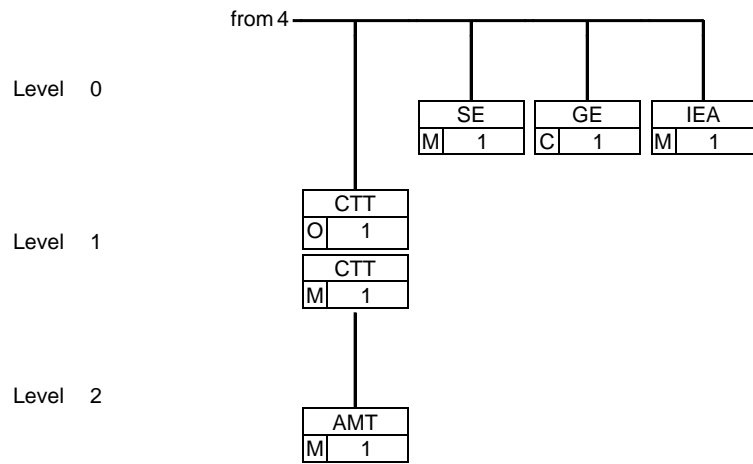 from 4
Level 0
SE GE IEA
M 1 C 1 M 1
CTT
Level 1
O 1
CTT
M 1
Level 2
AMT
M 1